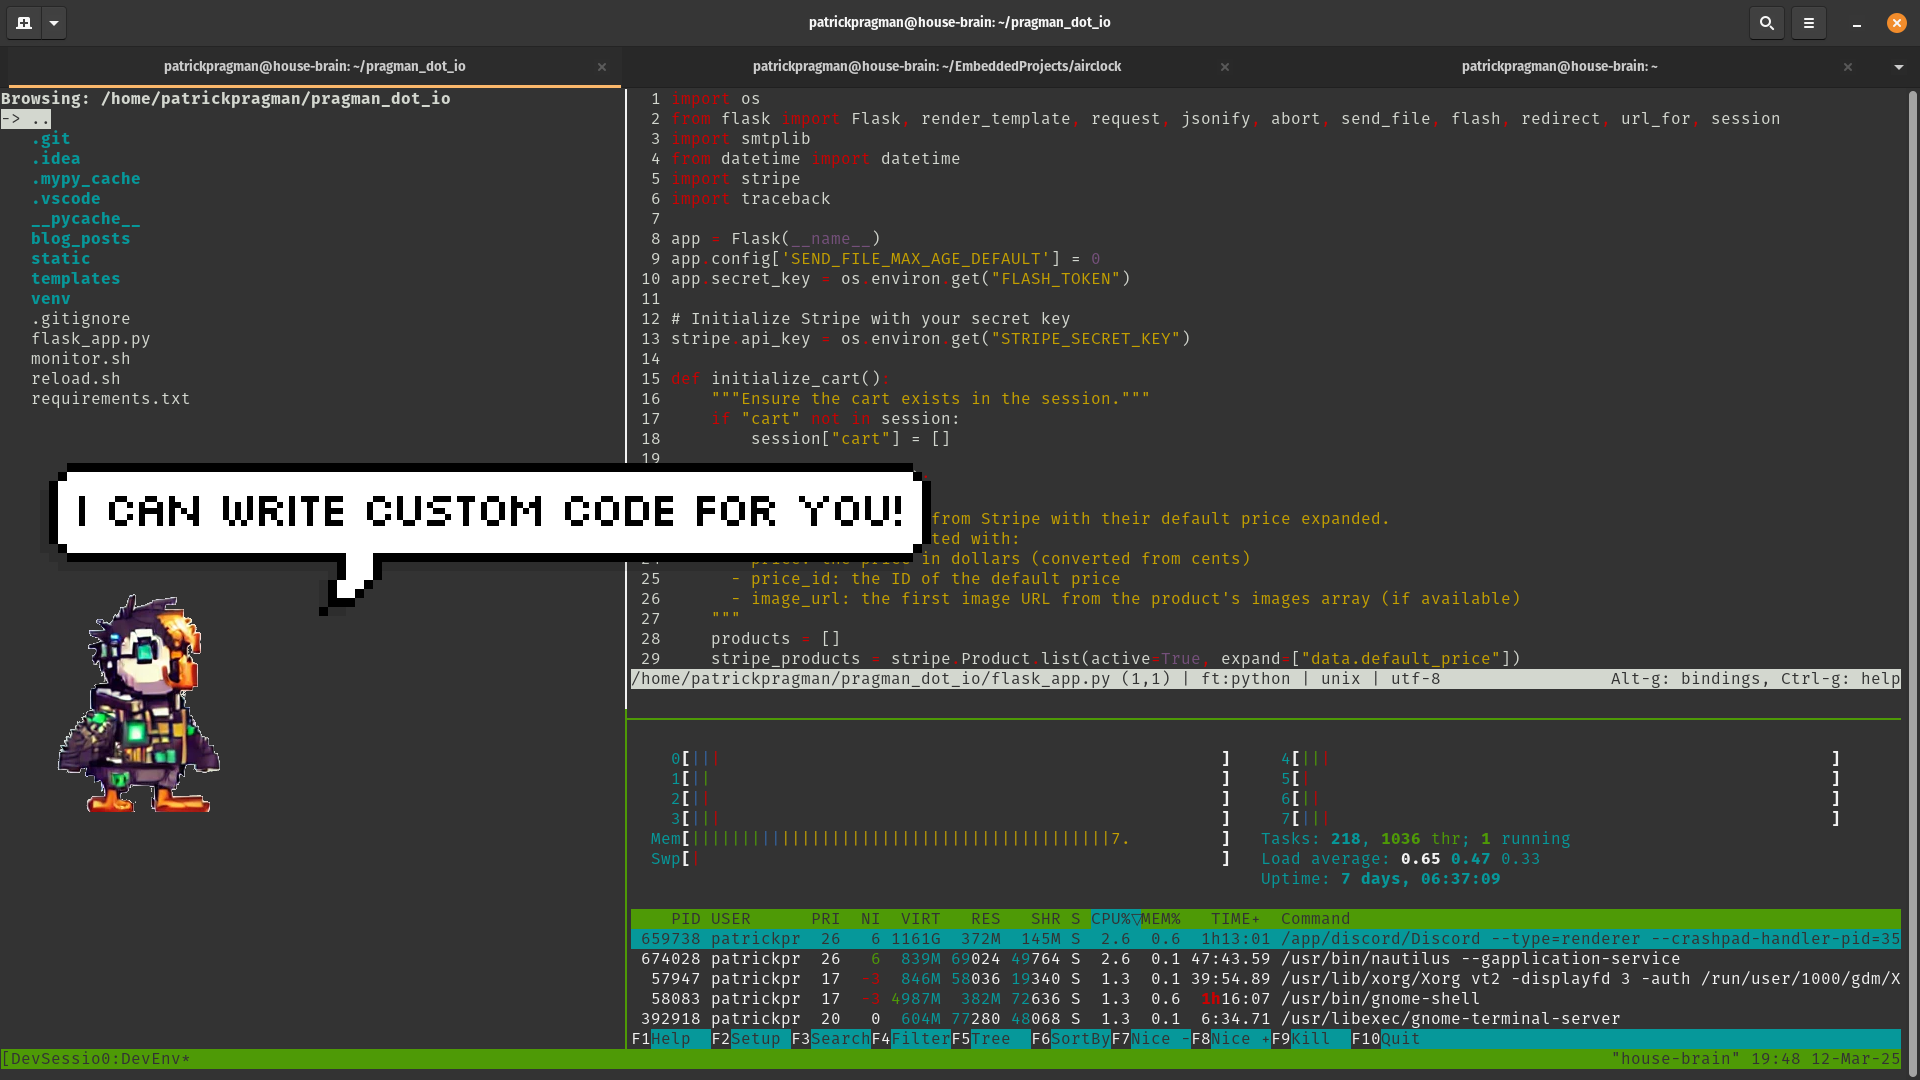 patrickpragman@house-brain: ~/pragman_dot_io
patrickpragman@house-brain: ~/pragman_dot_io
patrickpragman@house-brain: ~/EmbeddedProjects/airclock
patrickpragman@house-brain: ~
Browsing: /home/patrickpragman/pragman_dot_io
-> ..
.git
.idea
.mypy_cache
.vscode
__pycache__
blog_posts
static
templates
venv
.gitignore
flask_app.py
monitor.sh
reload.sh
requirements.txt
1 import os
2 from flask import Flask, render_template, request, jsonify, abort, send_file, flash, redirect, url_for, session
3 import smtplib
4 from datetime import datetime
5 import stripe
6 import traceback
7
8 app = Flask(__name__)
9 app.config['SEND_FILE_MAX_AGE_DEFAULT'] = 0
10 app.secret_key = os.environ.get("FLASH_TOKEN")
11
12 # Initialize Stripe with your secret key
13 stripe.api_key = os.environ.get("STRIPE_SECRET_KEY")
14
15 def initialize_cart():
16 """Ensure the cart exists in the session."""
17 if "cart" not in session:
18 session["cart"] = []
19
I CAN WRITE CUSTOM CODE FOR YOU!
from Stripe with their default price expanded.
ted with:
in dollars (converted from cents)
25 - price_id: the ID of the default price
26 - image_url: the first image URL from the product's images array (if available)
27 """
28 products = []
29 stripe_products = stripe.Product.list(active=True, expand=["data.default_price"])
/home/patrickpragman/pragman_dot_io/flask_app.py (1,1) | ft:python | unix | utf-8 Alt-g: bindings, Ctrl-g: help
0[||| ] 4[||| ]
1[|| ] 5[| ]
2[|| ] 6[|| ]
3[||| ] 7[||| ]
Mem[||||||||||||||||||||||||||||||||||||||||||7. ] Tasks: 218, 1036 thr; 1 running
Swp[| ] Load average: 0.65 0.47 0.33
Uptime: 7 days, 06:37:09
PID USER PRI NI VIRT RES SHR S CPU%▽MEM% TIME+ Command
659738 patrickpr 26 6 1161G 372M 145M S 2.6 0.6 1h13:01 /app/discord/Discord --type=renderer --crashpad-handler-pid=35
674028 patrickpr 26 6 839M 69024 49764 S 2.6 0.1 47:43.59 /usr/bin/nautilus --gapplication-service
57947 patrickpr 17 -3 846M 58036 19340 S 1.3 0.1 39:54.89 /usr/lib/xorg/Xorg vt2 -displayfd 3 -auth /run/user/1000/gdm/X
58083 patrickpr 17 -3 4987M 382M 72636 S 1.3 0.6 1h16:07 /usr/bin/gnome-shell
392918 patrickpr 20 0 604M 77280 48068 S 1.3 0.1 6:34.71 /usr/libexec/gnome-terminal-server
F1Help F2Setup F3SearchF4FilterF5Tree F6SortByF7Nice -F8Nice +F9Kill F10Quit
[DevSessio0:DevEnv* "house-brain" 19:48 12-Mar-25